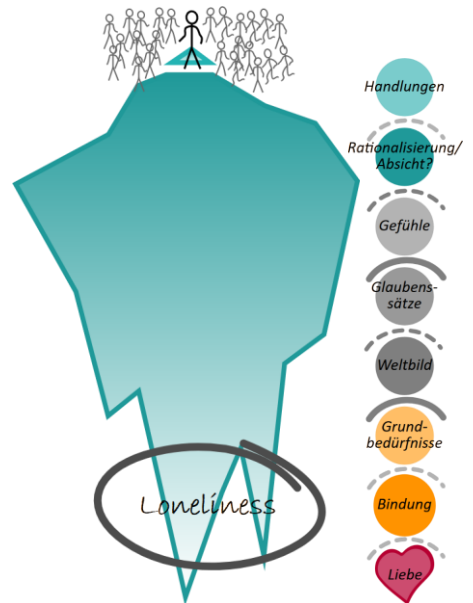 Handlungen
Rationalisierung/
Absicht?
Gefühle
Glaubens-
sätze
Weltbild
Grund-
bedürfnisse
Loneliness
Bindung
Liebe